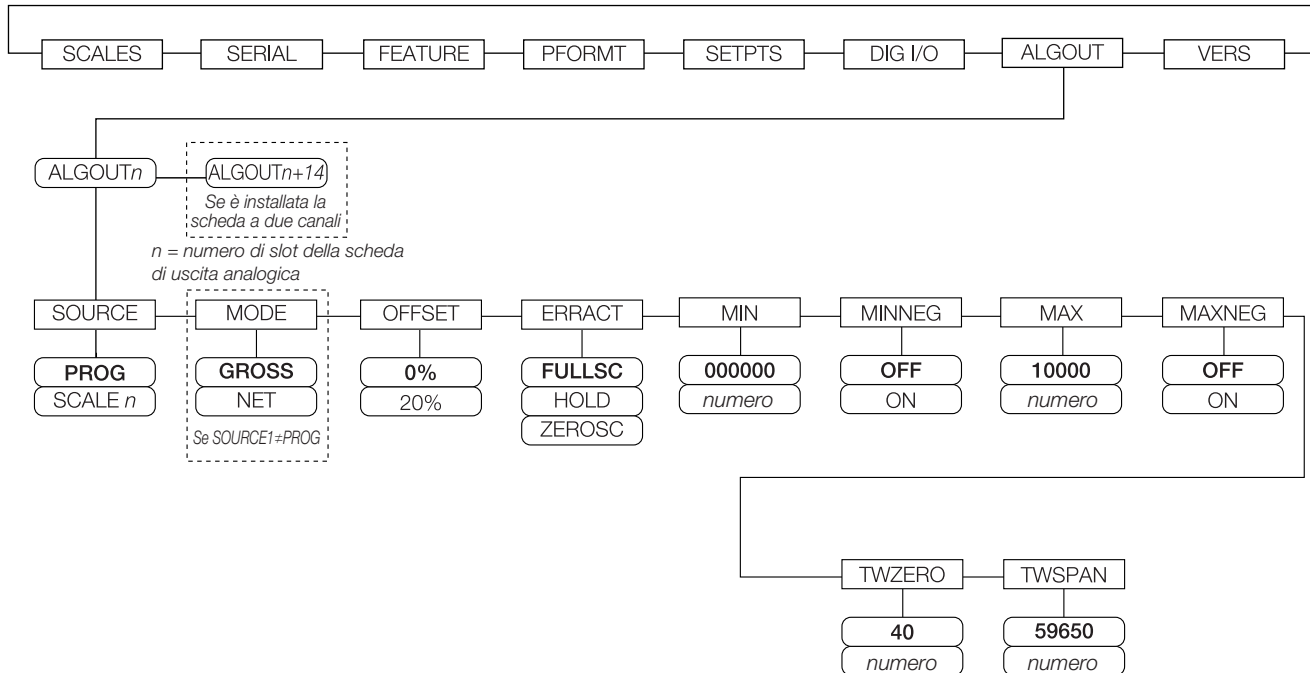 SCALES
SERIAL
FEATURE
PFORMT
SETPTS
DIG I/O
ALGOUT
VERS
ALGOUTn
ALGOUTn+14
Se è installata la
scheda a due canali
n = numero di slot della scheda
di uscita analogica
SOURCE
MODE
OFFSET
ERRACT
MIN
MINNEG
MAX
MAXNEG
PROG
GROSS
0%
FULLSC
000000
OFF
10000
OFF
SCALE n
NET
20%
HOLD
numero
ON
numero
ON
Se SOURCE1≠PROG
ZEROSC
TWZERO
TWSPAN
40
59650
numero
numero